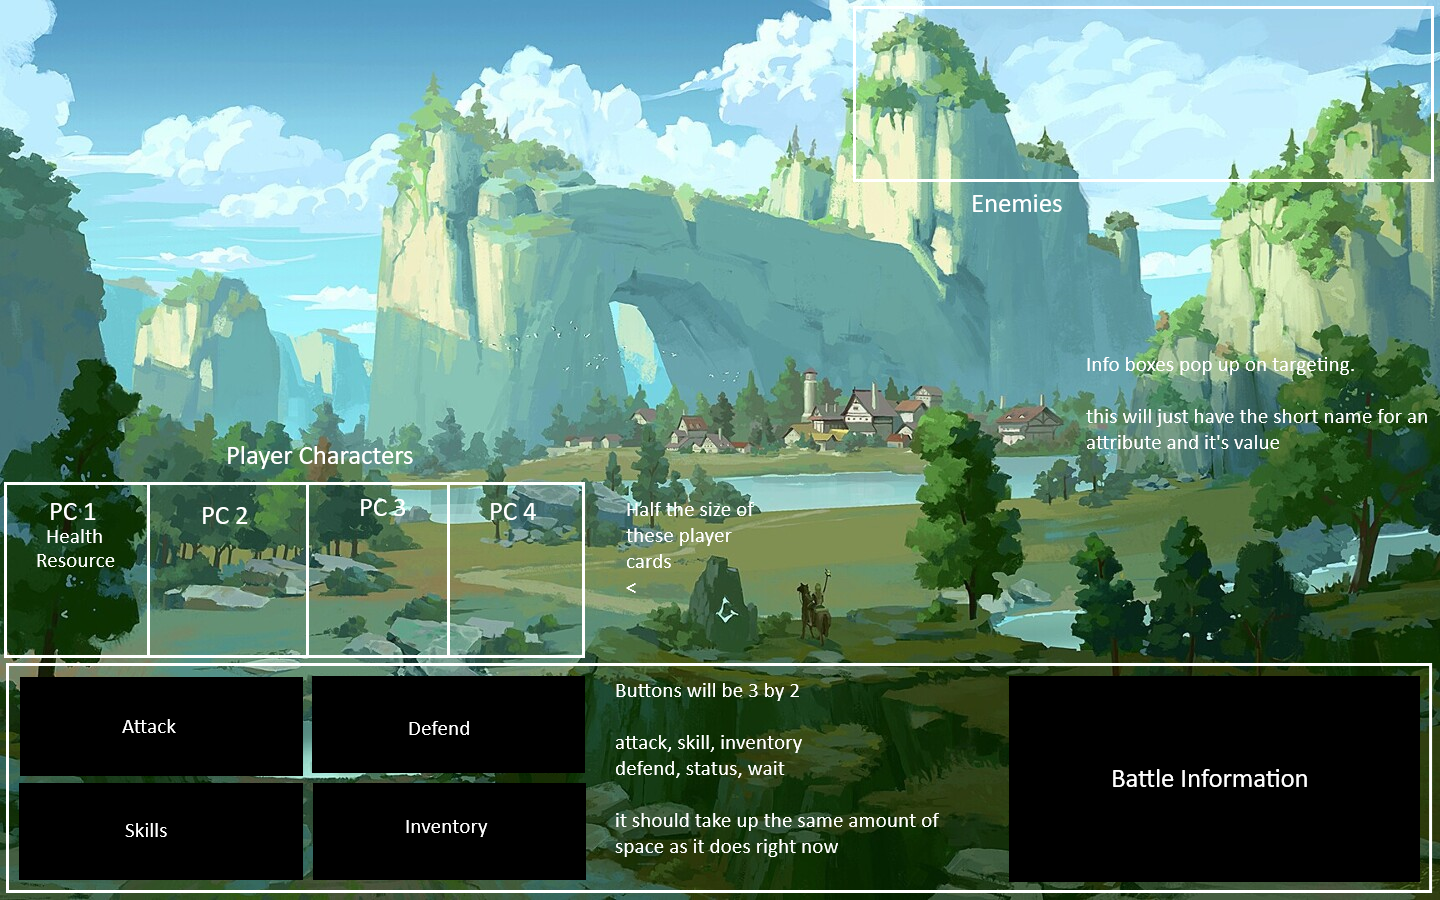 Enemies
Info boxes pop up on targeting.
this will just have the short name for an
attribute and it's value
Player Characters
PC 1
Health
Resource
<
PC 2
PC 3
PC 4
Half the size of
these player
cards
<
Attack
Defend
Skills
Inventory
Buttons will be 3 by 2
attack, skill, inventory
defend, status, wait
it should take up the same amount of
space as it does right now
Battle Information